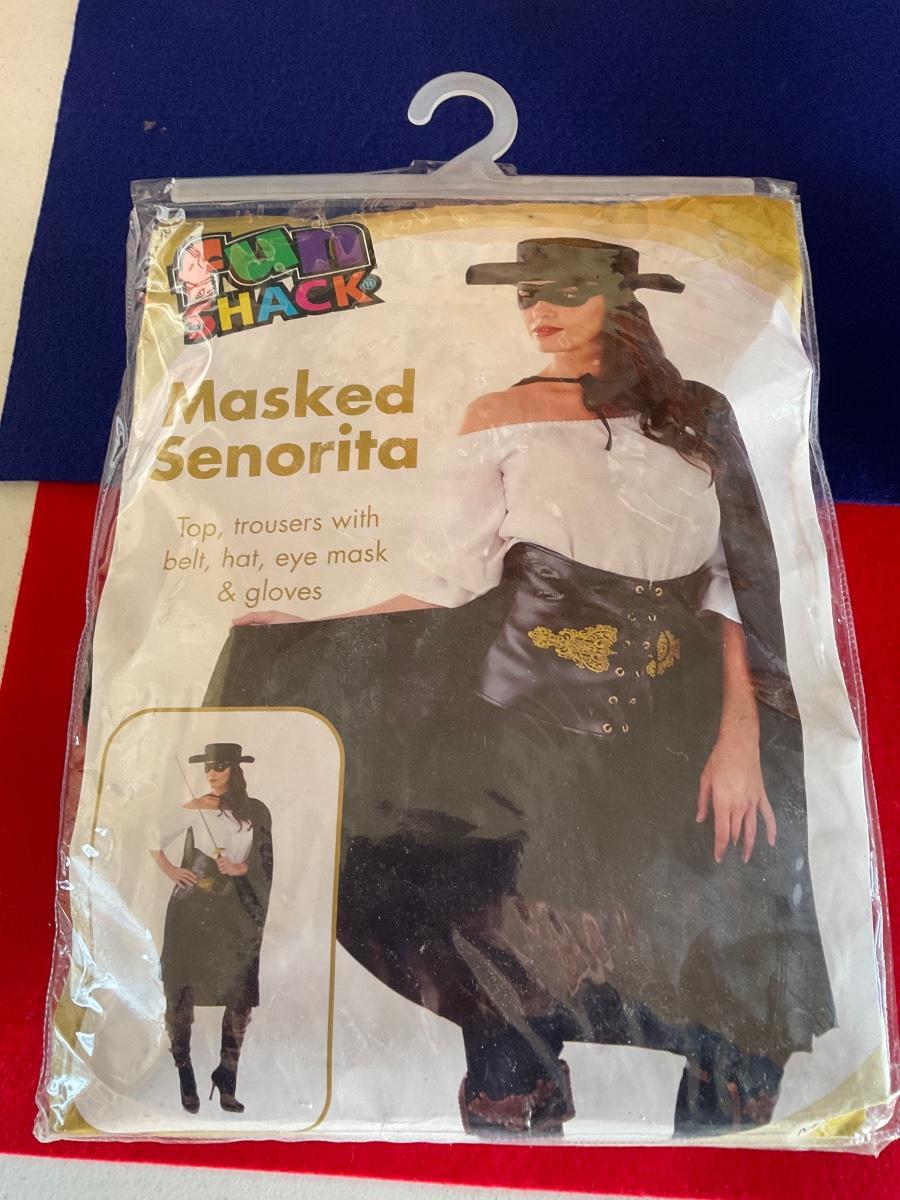 fun
SHACK®
Masked
Senorita
Top, trousers with
belt, hat, eye mask
& gloves